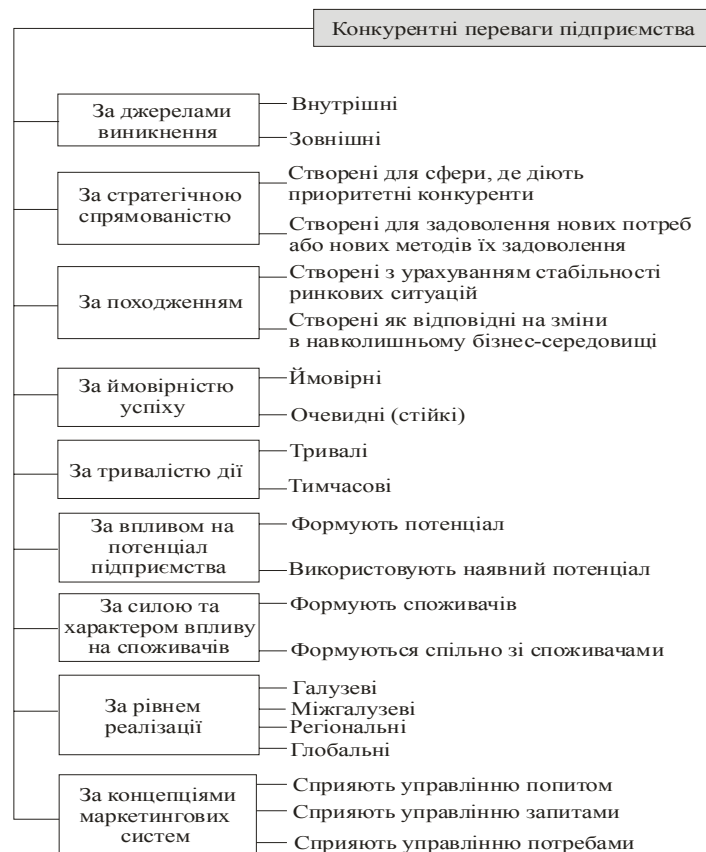 Конкурентні переваги підприємства
За джерелами
виникнення
Внутрішні
Зовнішні
За стратегічною
спрямованістю
Створені для сфери, де діють
приоритетні конкуренти
Створені для задоволення нових потреб
або нових методів їх задоволення
За походженням
Створені з урахуванням стабільності
ринкових ситуацій
Створені як відповідні на зміни
в навколишньому бізнес-середовищі
За ймовірністю
успіху
Ймовірні
Очевидні (стійкі)
За тривалістю дії
Тривалі
Тимчасові
За впливом на
потенціал
підприємства
Формують потенціал
Використовують наявний потенціал
За силою та
характером впливу
на споживачів
Формують споживачів
Формуються спільно зі споживачами
За рівнем
реалізації
Галузеві
Міжгалузеві
Регіональні
Глобальні
За концепціями
маркетингових
систем
Сприяють управлінню попитом
Сприяють управлінню запитами
Сприяють управлінню потребами